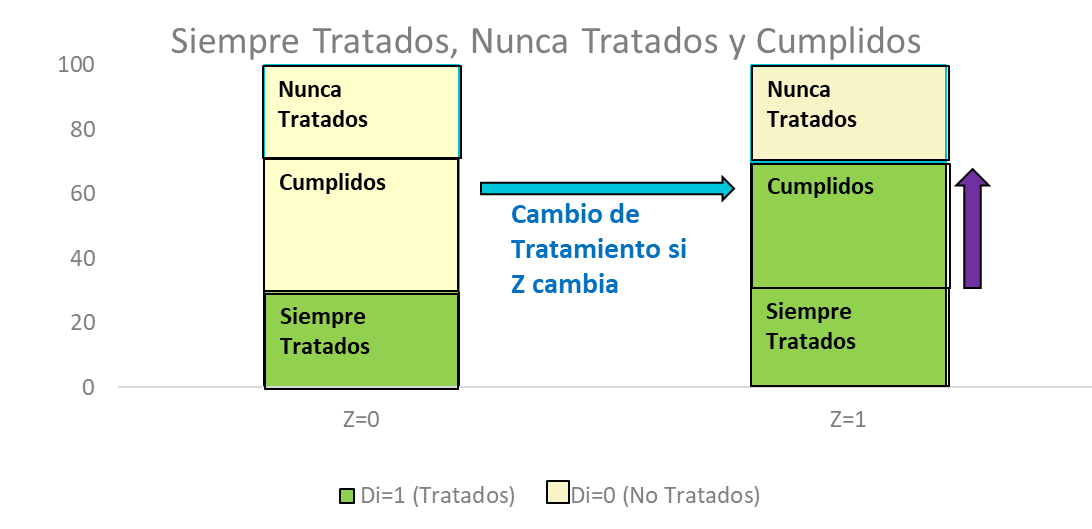 Siempre Tratados, Nunca Tratados y Cumplidos
100
80
60
40
20
0
Nunca
Tratados
Cumplidos
Siempre
Tratados
Cambio de
Tratamiento si
Z cambia
Nunca
Tratados
Cumplidos
Siempre
Tratados
Z=0
Z=1
Di=1 (Tratados)
Di=0 (No Tratados)